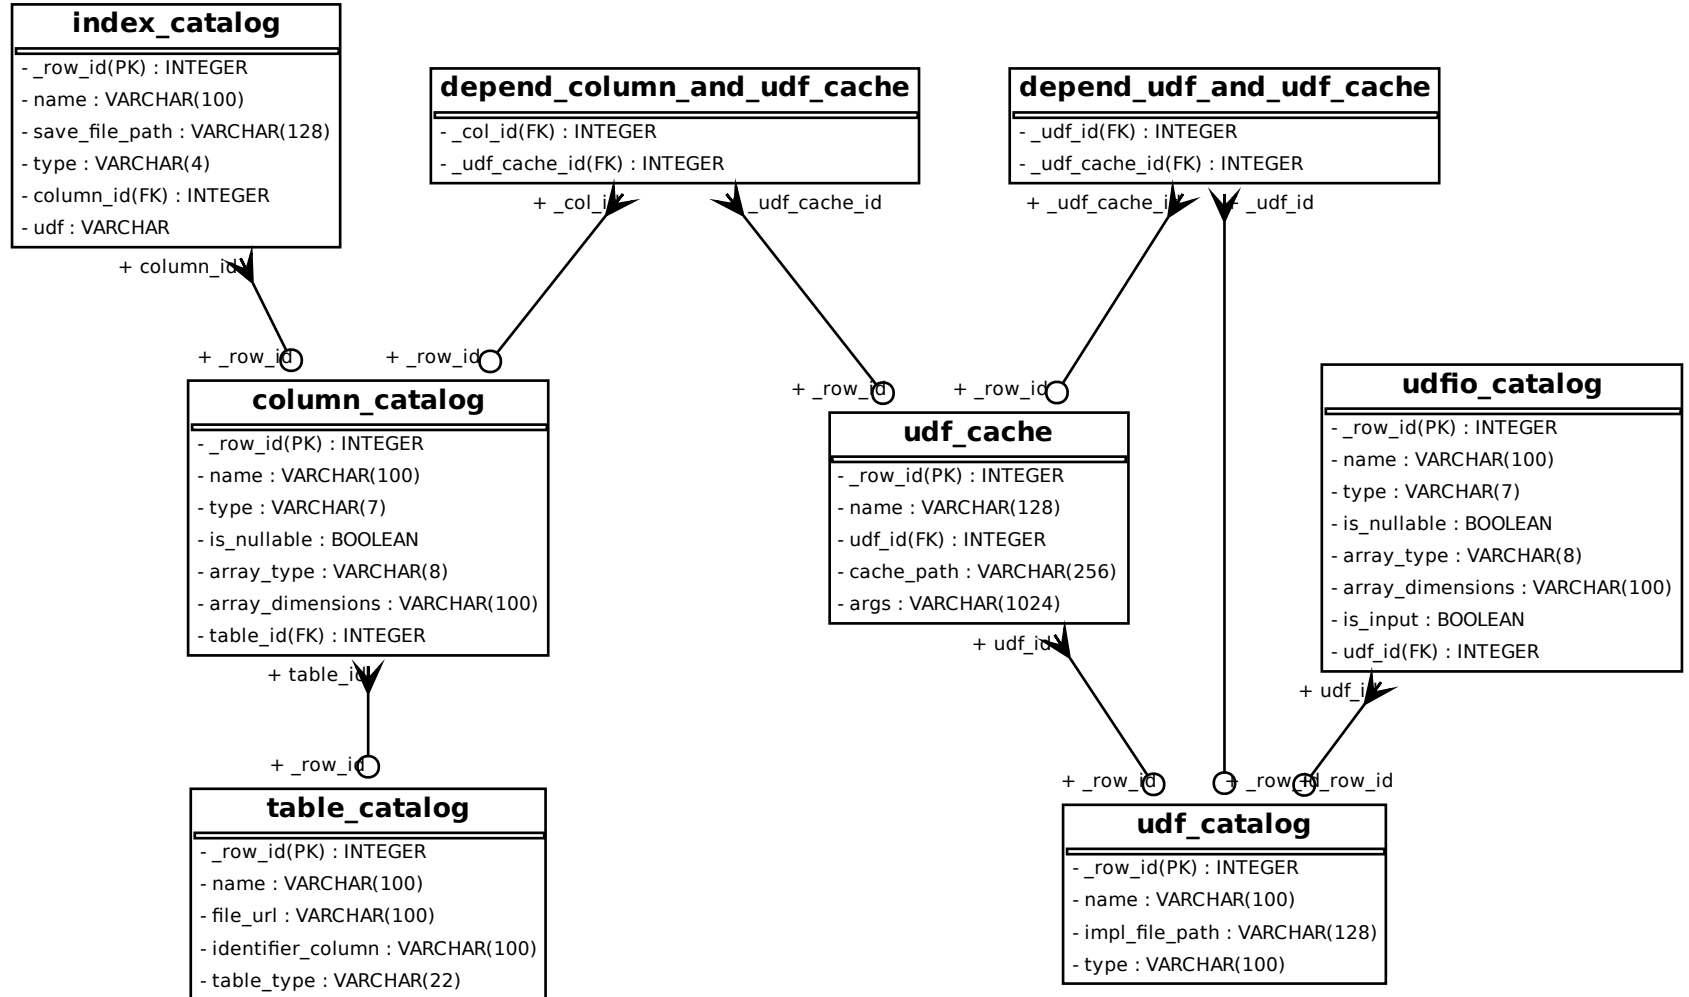 index_catalog
- _row_id(PK) : INTEGER
- name : VARCHAR(100)
- save_file_path : VARCHAR(128)
- type : VARCHAR(4)
- column_id(FK) : INTEGER
- udf : VARCHAR
depend_column_and_udf_cache
- _col_id(FK) : INTEGER
- _udf_cache_id(FK) : INTEGER
depend_udf_and_udf_cache
- _udf_id(FK) : INTEGER
- _udf_cache_id(FK) : INTEGER
+ column_id
+ _col_id
_udf_cache_id
+ _udf_cache_id
+ _udf_id
+ _row_id
+ _row_id
+ _row_id
+ _row_id
column_catalog
- _row_id(PK) : INTEGER
- name : VARCHAR(100)
- type : VARCHAR(7)
- is_nullable : BOOLEAN
- array_type : VARCHAR(8)
- array_dimensions : VARCHAR(100)
- table_id(FK) : INTEGER
udf_cache
- _row_id(PK) : INTEGER
- name : VARCHAR(128)
- udf_id(FK) : INTEGER
- cache_path : VARCHAR(256)
- args : VARCHAR(1024)
udfio_catalog
- _row_id(PK) : INTEGER
- name : VARCHAR(100)
- type : VARCHAR(7)
- is_nullable : BOOLEAN
- array_type : VARCHAR(8)
- array_dimensions : VARCHAR(100)
- is_input : BOOLEAN
- udf_id(FK) : INTEGER
+ table_id
+ udf_id
+ udf_id
+ _row_id
+ _row_id
+ _row_id
+ _row_id
table_catalog
- _row_id(PK) : INTEGER
- name : VARCHAR(100)
- file_url : VARCHAR(100)
- identifier_column : VARCHAR(100)
- table_type : VARCHAR(22)
udf_catalog
- _row_id(PK) : INTEGER
- name : VARCHAR(100)
- impl_file_path : VARCHAR(128)
- type : VARCHAR(100)